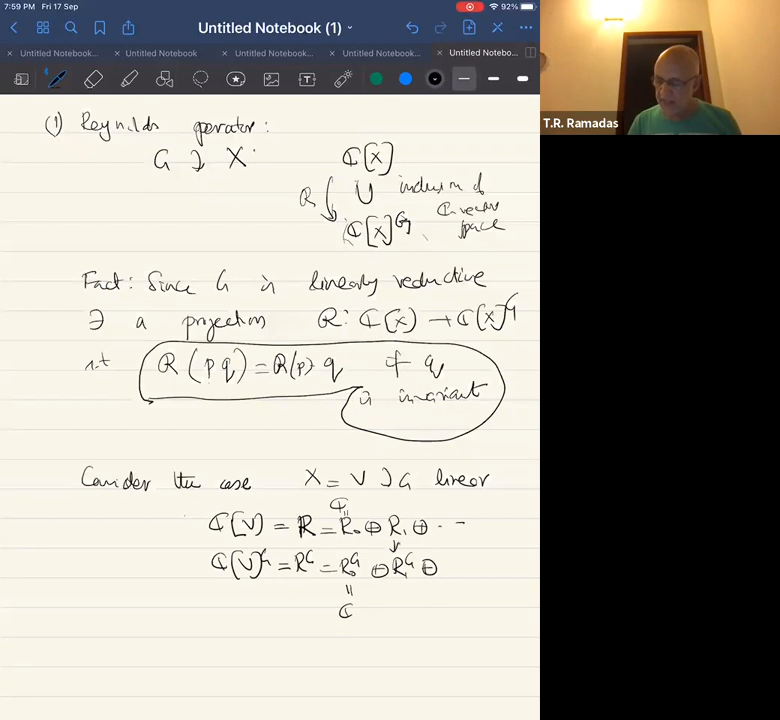 7:59 PM Fri 17 Sep
92%
Untitled Notebook (1)
Untitled Notebook...
Untitled Notebook
Untitled Notebook...
Untitled Notebook...
Untitled Notebo...
T.R. Ramadas
(1) Reynolds operator:
G ⊃ X
ℂ[X]
R ∪ inclusion of
ℂ-vector
space
ℂ[X]^G
Fact: Since G is linearly reductive
∃ a projection R: ℂ[X] → ℂ[X]^G
s.t R(pq) = R(p) q if q
is invariant
Consider the case X = V ⊃ G linear
ℂ
=
ℂ[V] = R = R₀ ⊕ R₁ ⊕ ...
ℂ[V]^G = R^G = R₀^G ⊕ R₁^G ⊕
=
ℂ